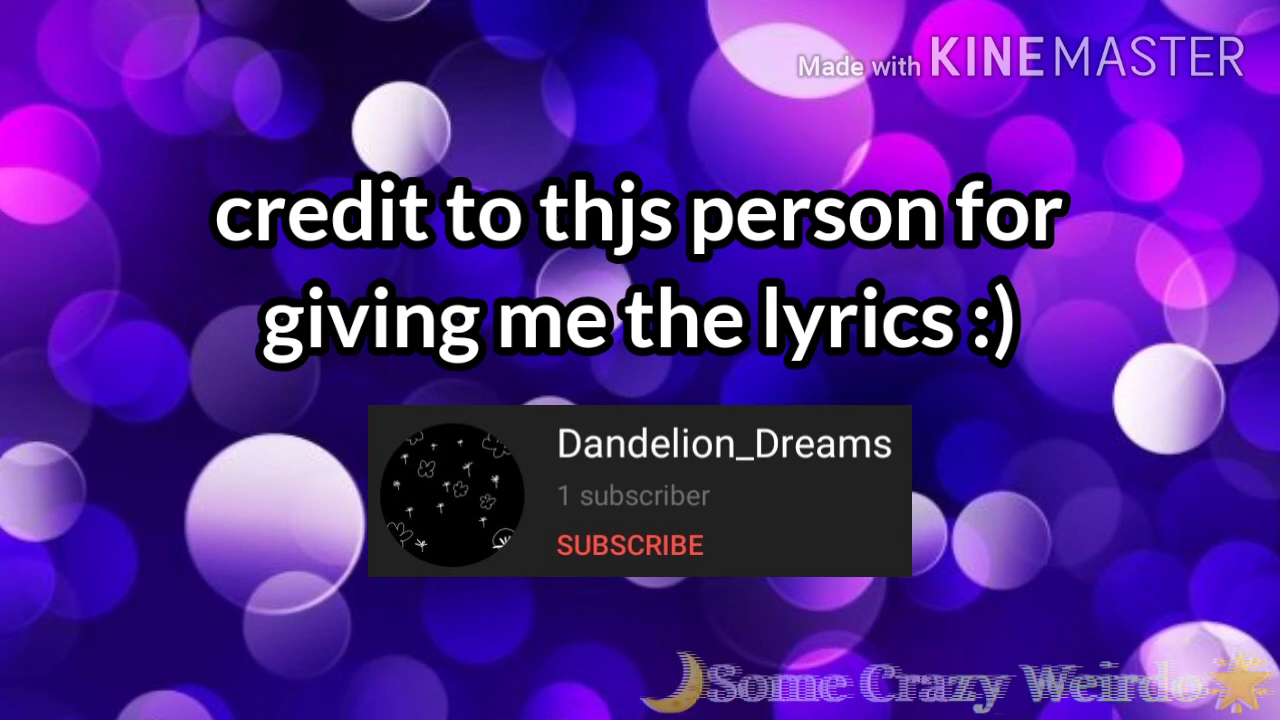 Made with KINEMASTER
credit to thjs person for
giving me the lyrics :)
Dandelion_Dreams
1 subscriber
SUBSCRIBE
🌙Some Crazy Weirdo🌟